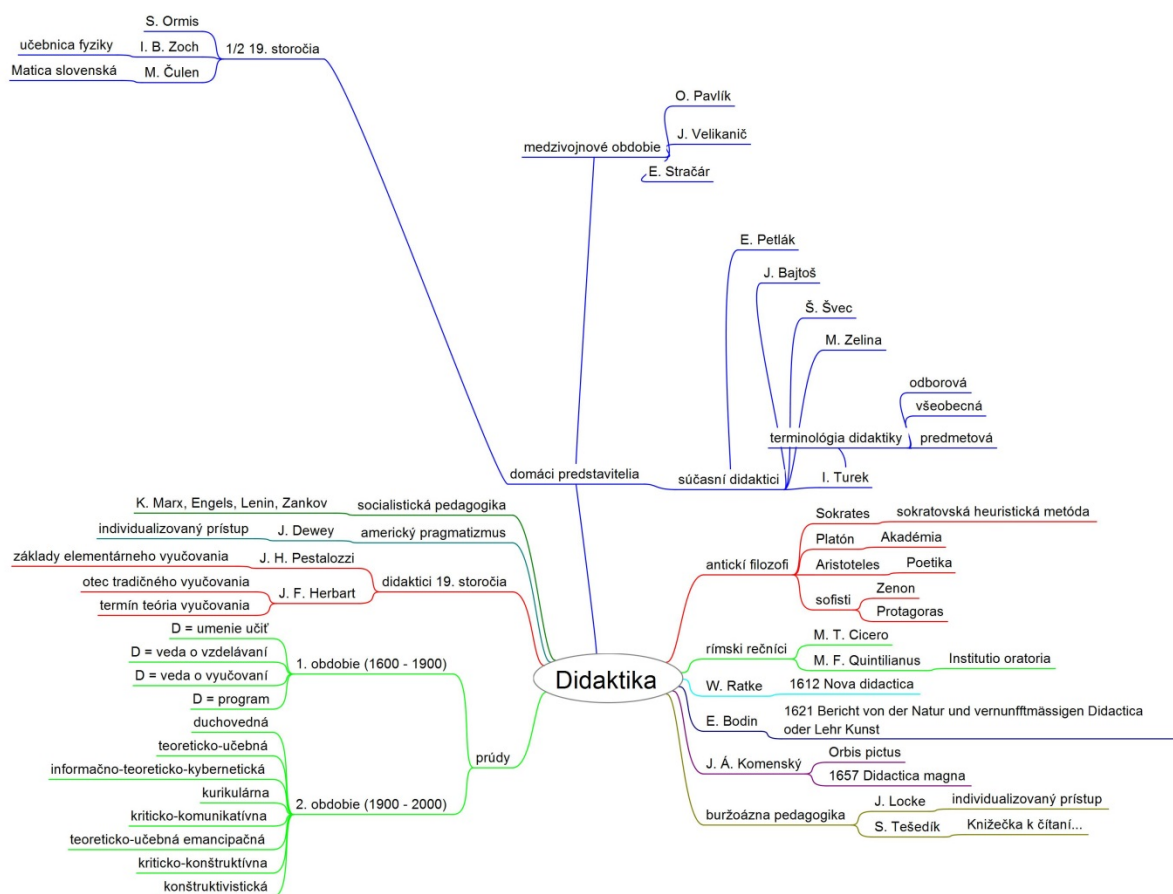 S. Ormis
učebnica fyziky
I. B. Zoch
1/2 19. storočia
Matica slovenská
M. Čulen
O. Pavlík
J. Velikanič
medzivojnové obdobie
E. Stračár
E. Petlák
J. Bajtoš
Š. Švec
M. Zelina
odborová
všeobecná
terminológia didaktiky
predmetová
domáci predstavitelia
súčasní didaktici
I. Turek
K. Marx, Engels, Lenin, Zankov
socialistická pedagogika
individualizovaný prístup
J. Dewey
americký pragmatizmus
základy elementárneho vyučovania
J. H. Pestalozzi
otec tradičného vyučovania
didaktici 19. storočia
J. F. Herbart
termín teória vyučovania
D = umenie učiť
D = veda o vzdelávaní
1. obdobie (1600 - 1900)
D = veda o vyučovaní
D = program
prúdy
duchovedná
teoreticko-učebná
informačno-teoreticko-kybernetická
kurikulárna
2. obdobie (1900 - 2000)
kriticko-komunikatívna
teoreticko-učebná emancipačná
kriticko-konštruktívna
konštruktivistická
Didaktika
Sokrates
sokratovská heuristická metóda
Platón
Akadémia
antickí filozofi
Aristoteles
Poetika
sofisti
Zenon
Protagoras
rímski rečníci
M. T. Cicero
M. F. Quintilianus
Institutio oratoria
W. Ratke
1612 Nova didactica
E. Bodin
1621 Bericht von der Natur und vernunfftmässigen Didactica
oder Lehr Kunst
J. Á. Komenský
Orbis pictus
1657 Didactica magna
buržoázna pedagogika
J. Locke
individualizovaný prístup
S. Tešedík
Knižečka k čítaní...